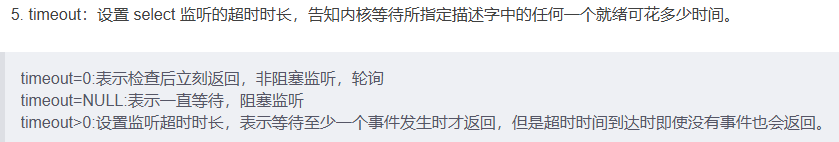 5. timeout：设置 select 监听的超时时长，告知内核等待所指定描述字中的任何一个就绪可花多少时间。
timeout=0:表示检查后立刻返回，非阻塞监听，轮询
timeout=NULL:表示一直等待，阻塞监听
timeout>0:设置监听超时时长，表示等待至少一个事件发生时才返回，但是超时时间到达时即使没有事件也会返回。